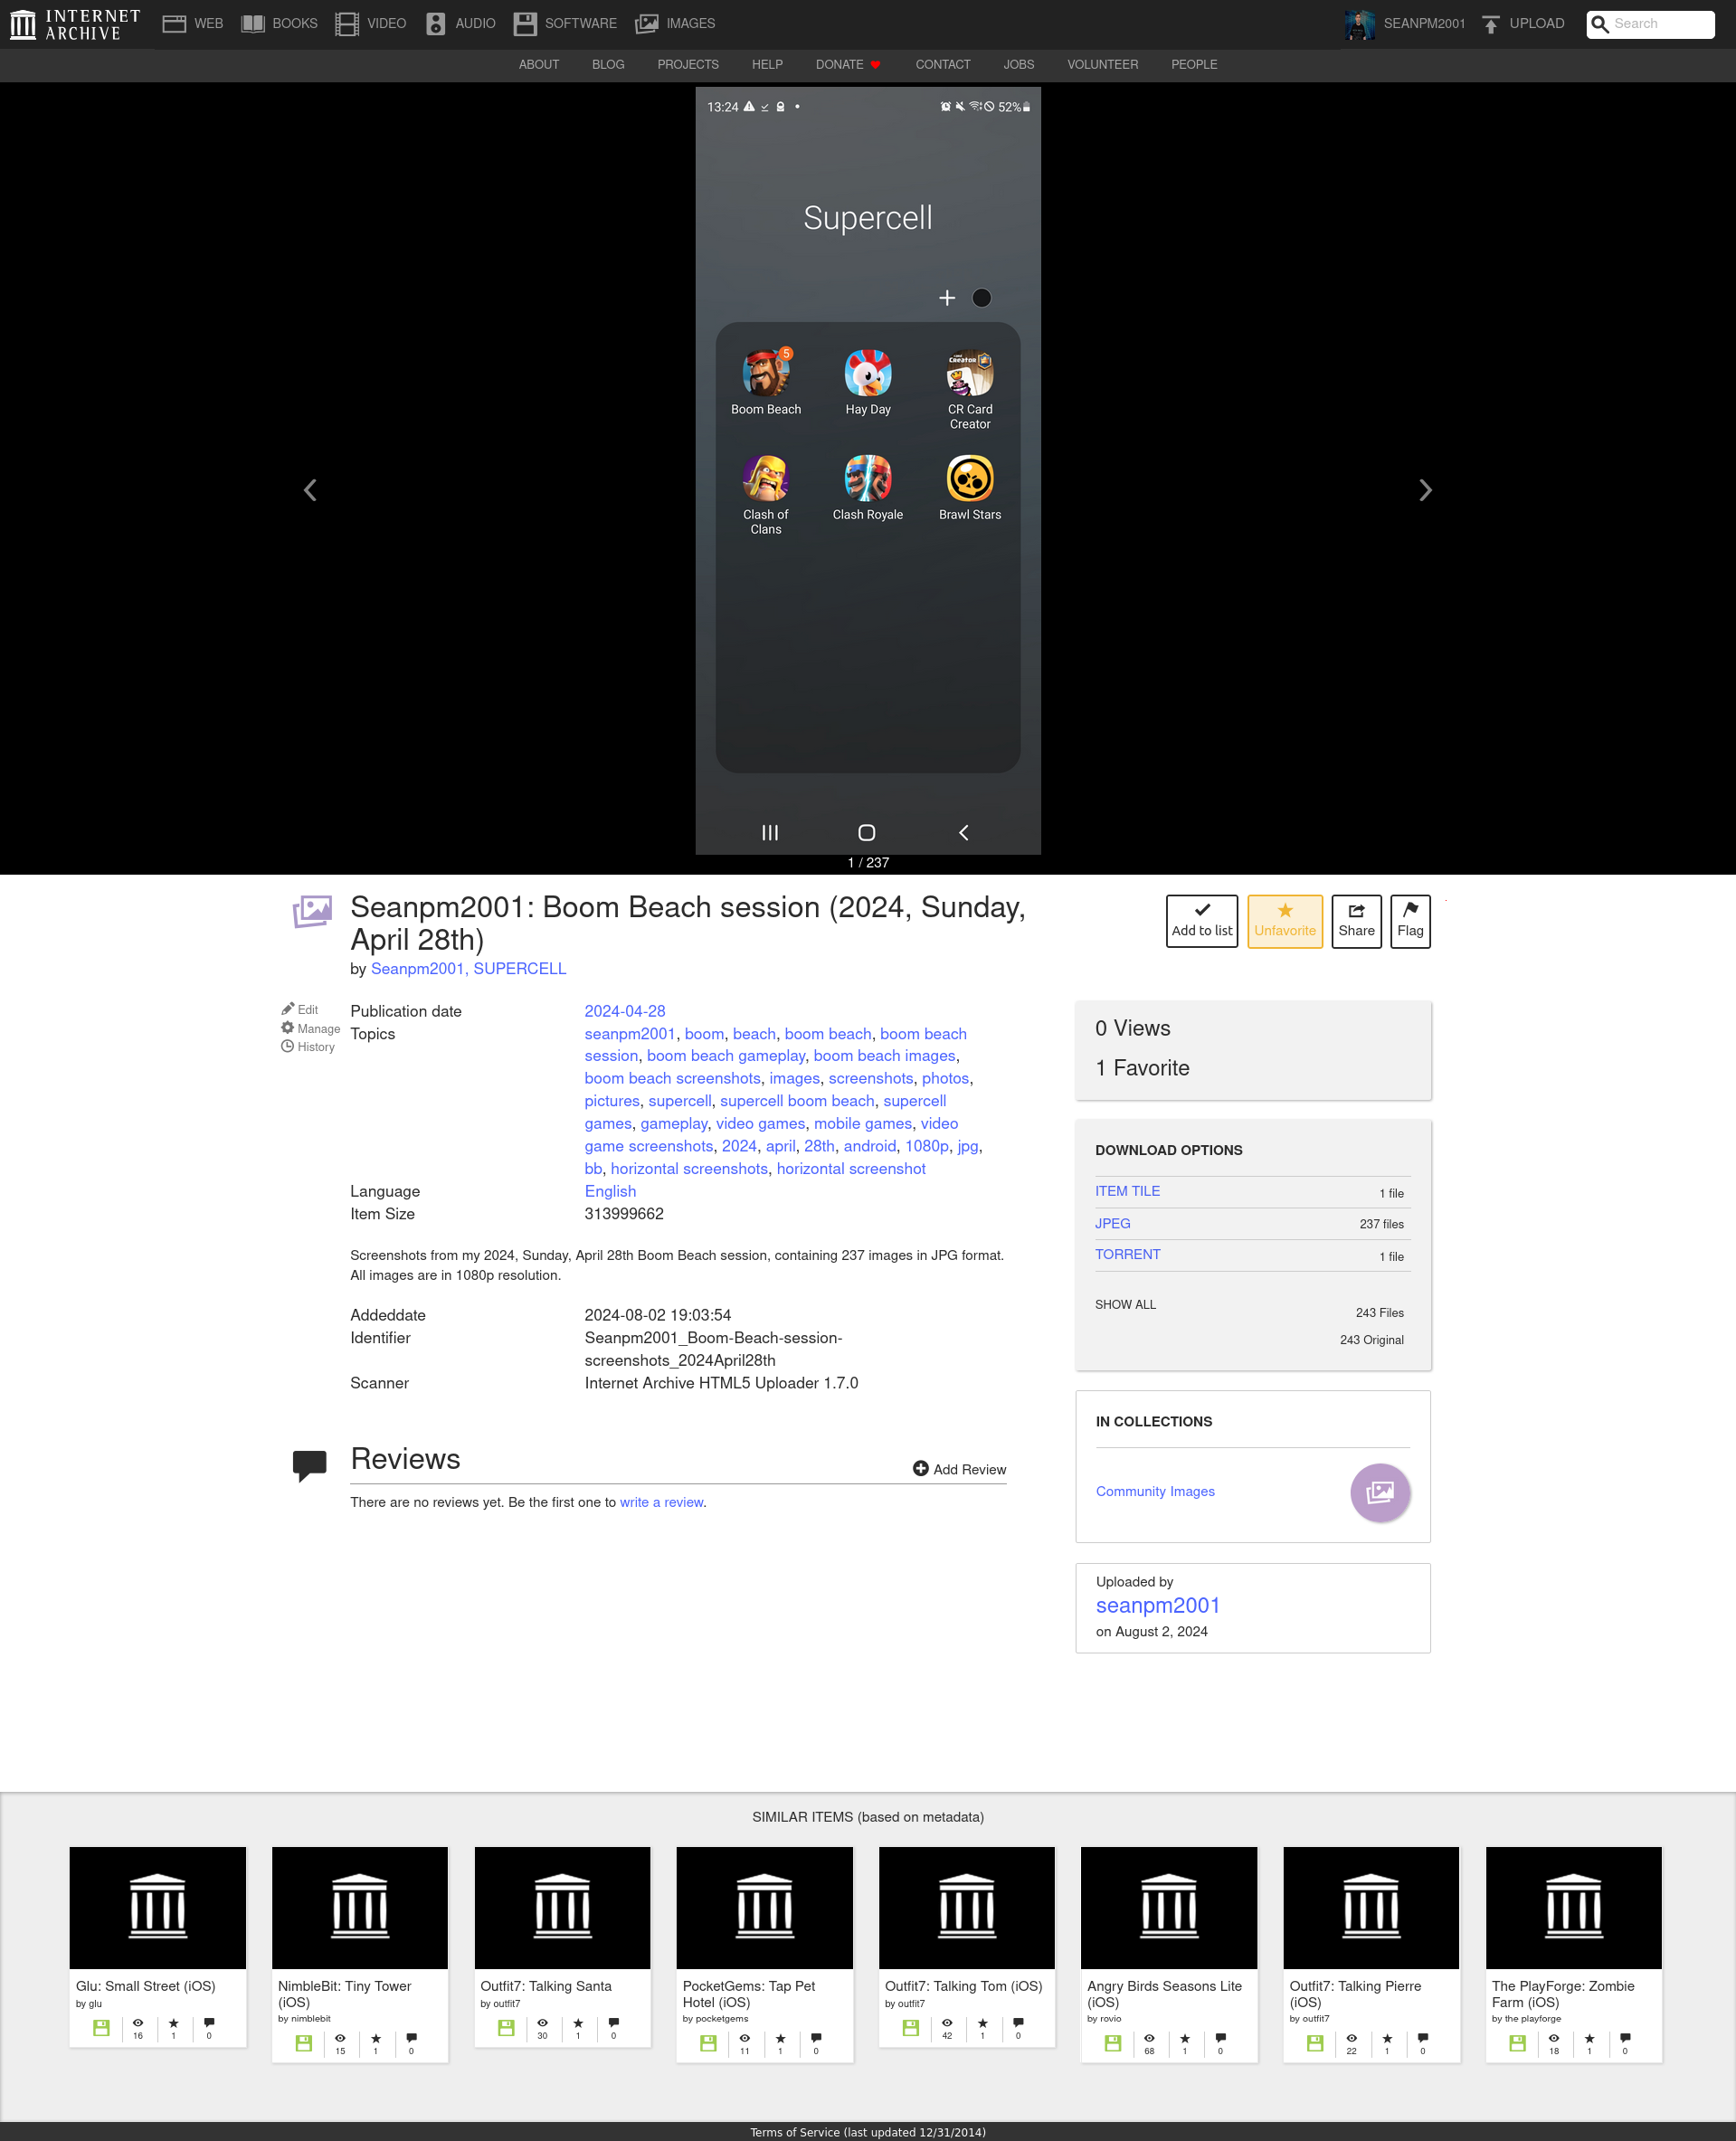 INTERNET ARCHIVE
WEB BOOKS VIDEO AUDIO SOFTWARE IMAGES SEANPM2001 UPLOAD Search
ABOUT BLOG PROJECTS HELP DONATE CONTACT JOBS VOLUNTEER PEOPLE
13:24 52%
Supercell
5
Boom Beach Hay Day CR Card
Creator
Clash of Clash Royale Brawl Stars
Clans
1 / 237
Seanpm2001: Boom Beach session (2024, Sunday,
April 28th)
by Seanpm2001, SUPERCELL
Add to list Unfavorite Share Flag
Edit
Manage
History
Publication date 2024-04-28
Topics seanpm2001, boom, beach, boom beach, boom beach
session, boom beach gameplay, boom beach images,
boom beach screenshots, images, screenshots, photos,
pictures, supercell, supercell boom beach, supercell
games, gameplay, video games, mobile games, video
game screenshots, 2024, april, 28th, android, 1080p, jpg,
bb, horizontal screenshots, horizontal screenshot
Language English
Item Size 313999662
Screenshots from my 2024, Sunday, April 28th Boom Beach session, containing 237 images in JPG format.
All images are in 1080p resolution.
Addeddate 2024-08-02 19:03:54
Identifier Seanpm2001_Boom-Beach-session-
screenshots_2024April28th
Scanner Internet Archive HTML5 Uploader 1.7.0
Reviews
Add Review
There are no reviews yet. Be the first one to write a review.
0 Views
1 Favorite
DOWNLOAD OPTIONS
ITEM TILE 1 file
JPEG 237 files
TORRENT 1 file
SHOW ALL 243 Files
243 Original
IN COLLECTIONS
Community Images
Uploaded by
seanpm2001
on August 2, 2024
SIMILAR ITEMS (based on metadata)
Glu: Small Street (iOS)
by glu
16 1 0
NimbleBit: Tiny Tower
(iOS)
by nimblebit
15 1 0
Outfit7: Talking Santa
by outfit7
30 1 0
PocketGems: Tap Pet
Hotel (iOS)
by pocketgems
11 1 0
Outfit7: Talking Tom (iOS)
by outfit7
42 1 0
Angry Birds Seasons Lite
(iOS)
by rovio
68 1 0
Outfit7: Talking Pierre
(iOS)
by outfit7
22 1 0
The PlayForge: Zombie
Farm (iOS)
by the playforge
18 1 0
Terms of Service (last updated 12/31/2014)